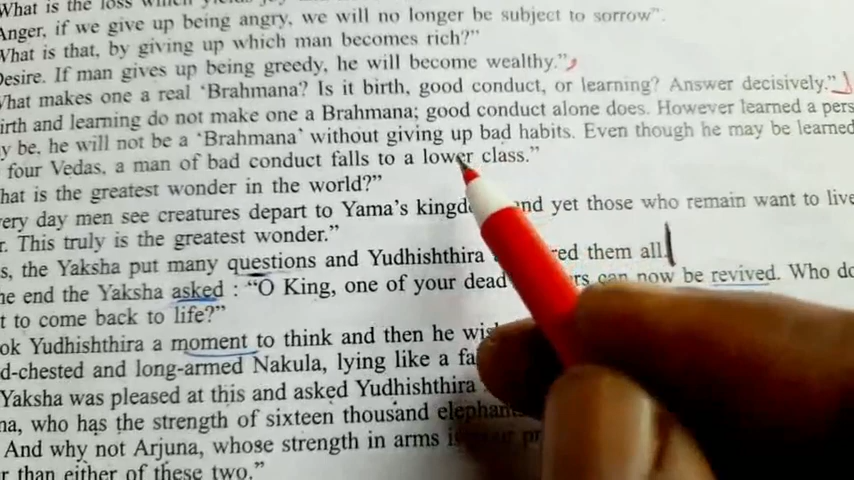 What is the loss which
Anger, if we give up being angry, we will no longer be subject to sorrow".
What is that, by giving up which man becomes rich?"
Desire. If man gives up being greedy, he will become wealthy."
What makes one a real 'Brahmana? Is it birth, good conduct, or learning? Answer decisively."
irth and learning do not make one a Brahmana; good conduct alone does. However learned a pers
y be, he will not be a 'Brahmana' without giving up bad habits. Even though he may be learned
four Vedas, a man of bad conduct falls to a lower class."
hat is the greatest wonder in the world?"
very day men see creatures depart to Yama's kingd and yet those who remain want to live
r. This truly is the greatest wonder."
s, the Yaksha put many questions and Yudhishthira red them all.
he end the Yaksha asked : "O King, one of your dead ers can now be revived. Who do
t to come back to life?"
ok Yudhishthira a moment to think and then he wis
d-chested and long-armed Nakula, lying like a fa
Yaksha was pleased at this and asked Yudhishthira
na, who has the strength of sixteen thousand elephan
And why not Arjuna, whose strength in arms is
r than either of these two."